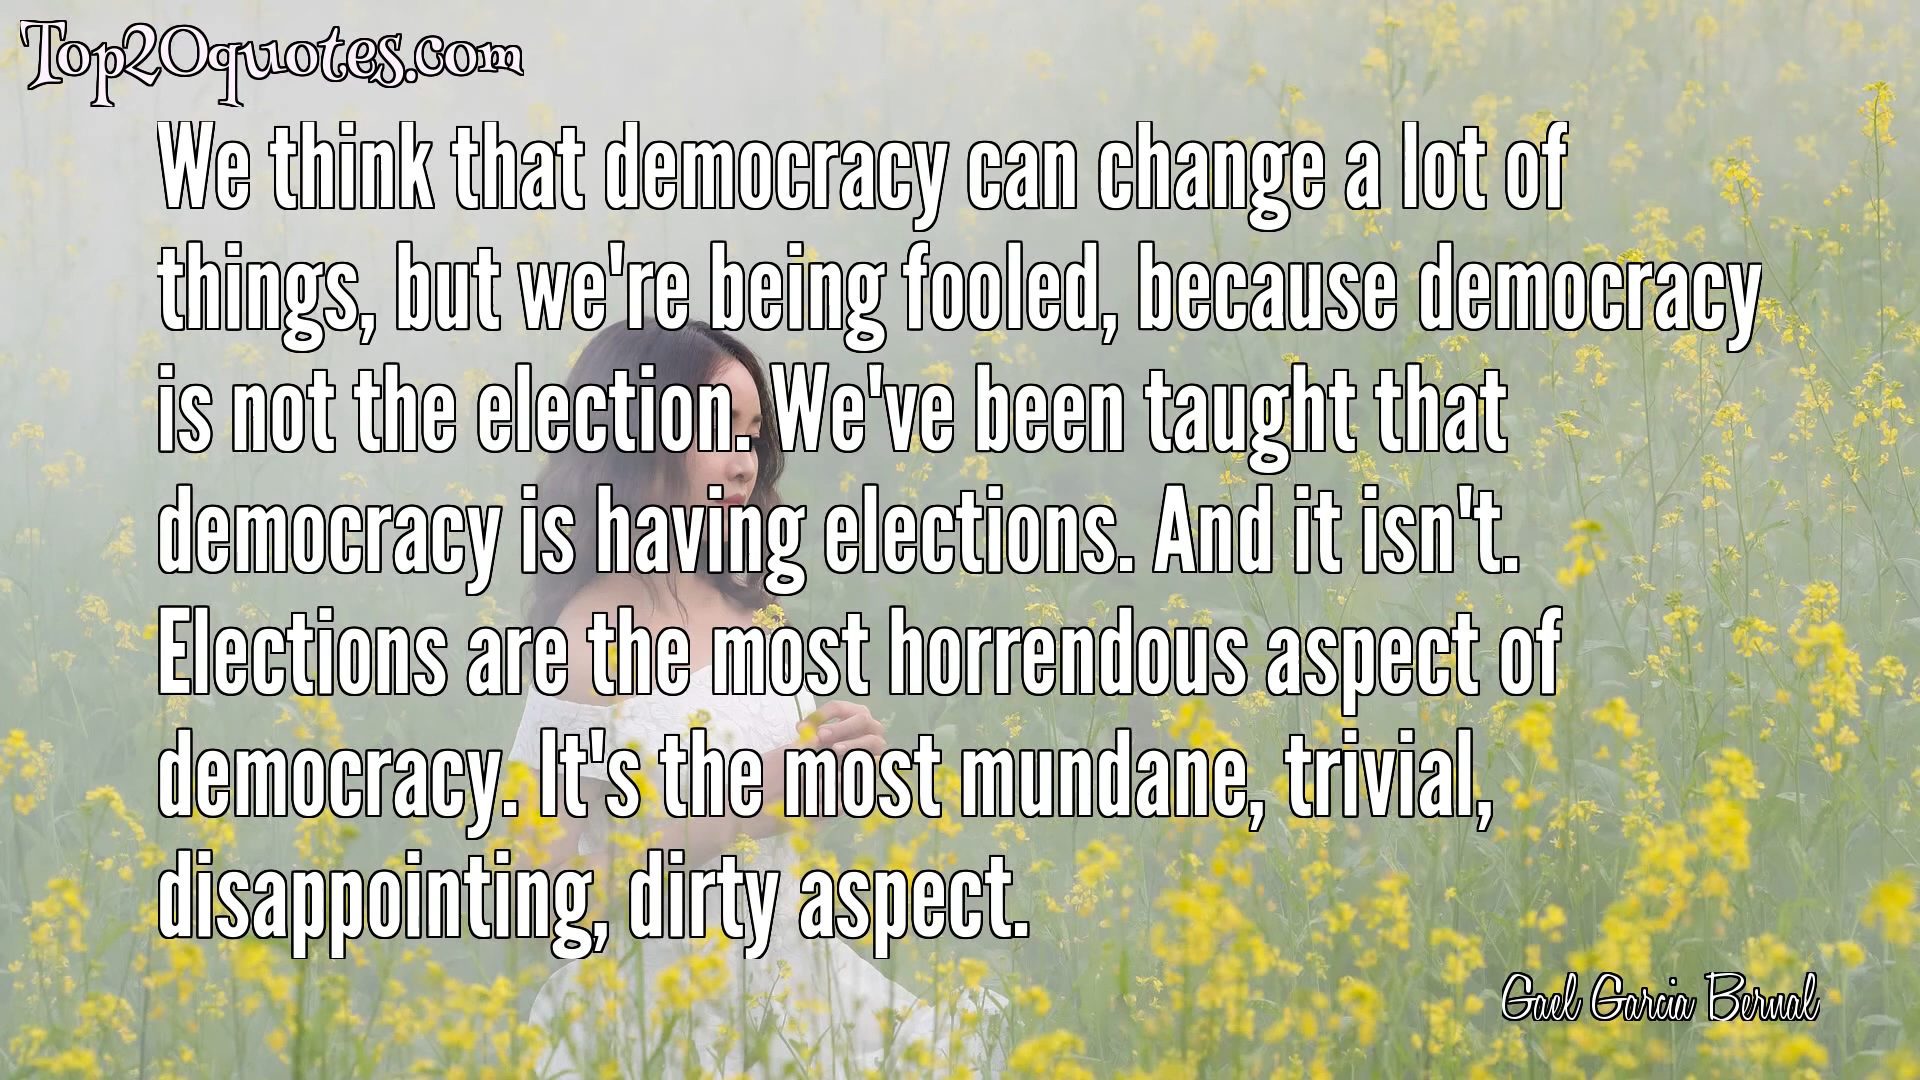 Top20quotes.com
We think that democracy can change a lot of
things, but we're being fooled, because democracy
is not the election. We've been taught that
democracy is having elections. And it isn't.
Elections are the most horrendous aspect of
democracy. It's the most mundane, trivial,
disappointing, dirty aspect.
Gael Garcia Bernal